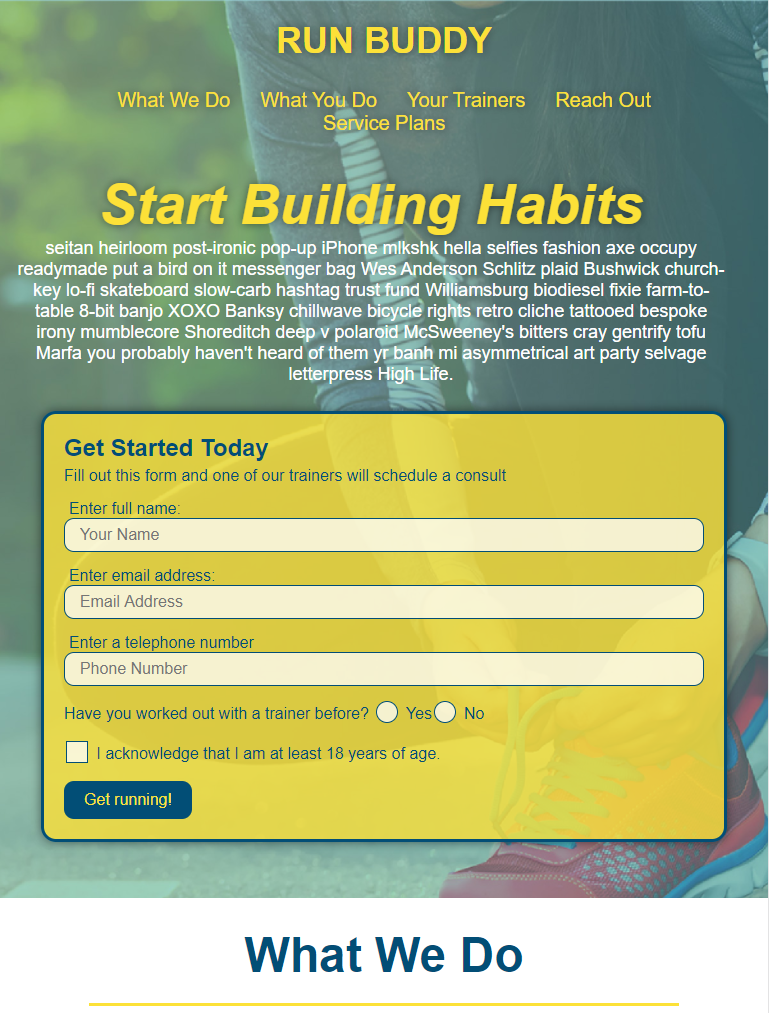 RUN BUDDY
What We Do What You Do Your Trainers Reach Out
Service Plans
Start Building Habits
seitan heirloom post-ironic pop-up iPhone mlkshk hella selfies fashion axe occupy
readymade put a bird on it messenger bag Wes Anderson Schlitz plaid Bushwick church-
key lo-fi skateboard slow-carb hashtag trust fund Williamsburg biodiesel fixie farm-to-
table 8-bit banjo XOXO Banksy chillwave bicycle rights retro cliche tattooed bespoke
irony mumblecore Shoreditch deep v polaroid McSweeney's bitters cray gentrify tofu
Marfa you probably haven't heard of them yr banh mi asymmetrical art party selvage
letterpress High Life.
Get Started Today
Fill out this form and one of our trainers will schedule a consult
Enter full name:
Your Name
Enter email address:
Email Address
Enter a telephone number
Phone Number
Have you worked out with a trainer before? Yes No
I acknowledge that I am at least 18 years of age.
Get running!
What We Do